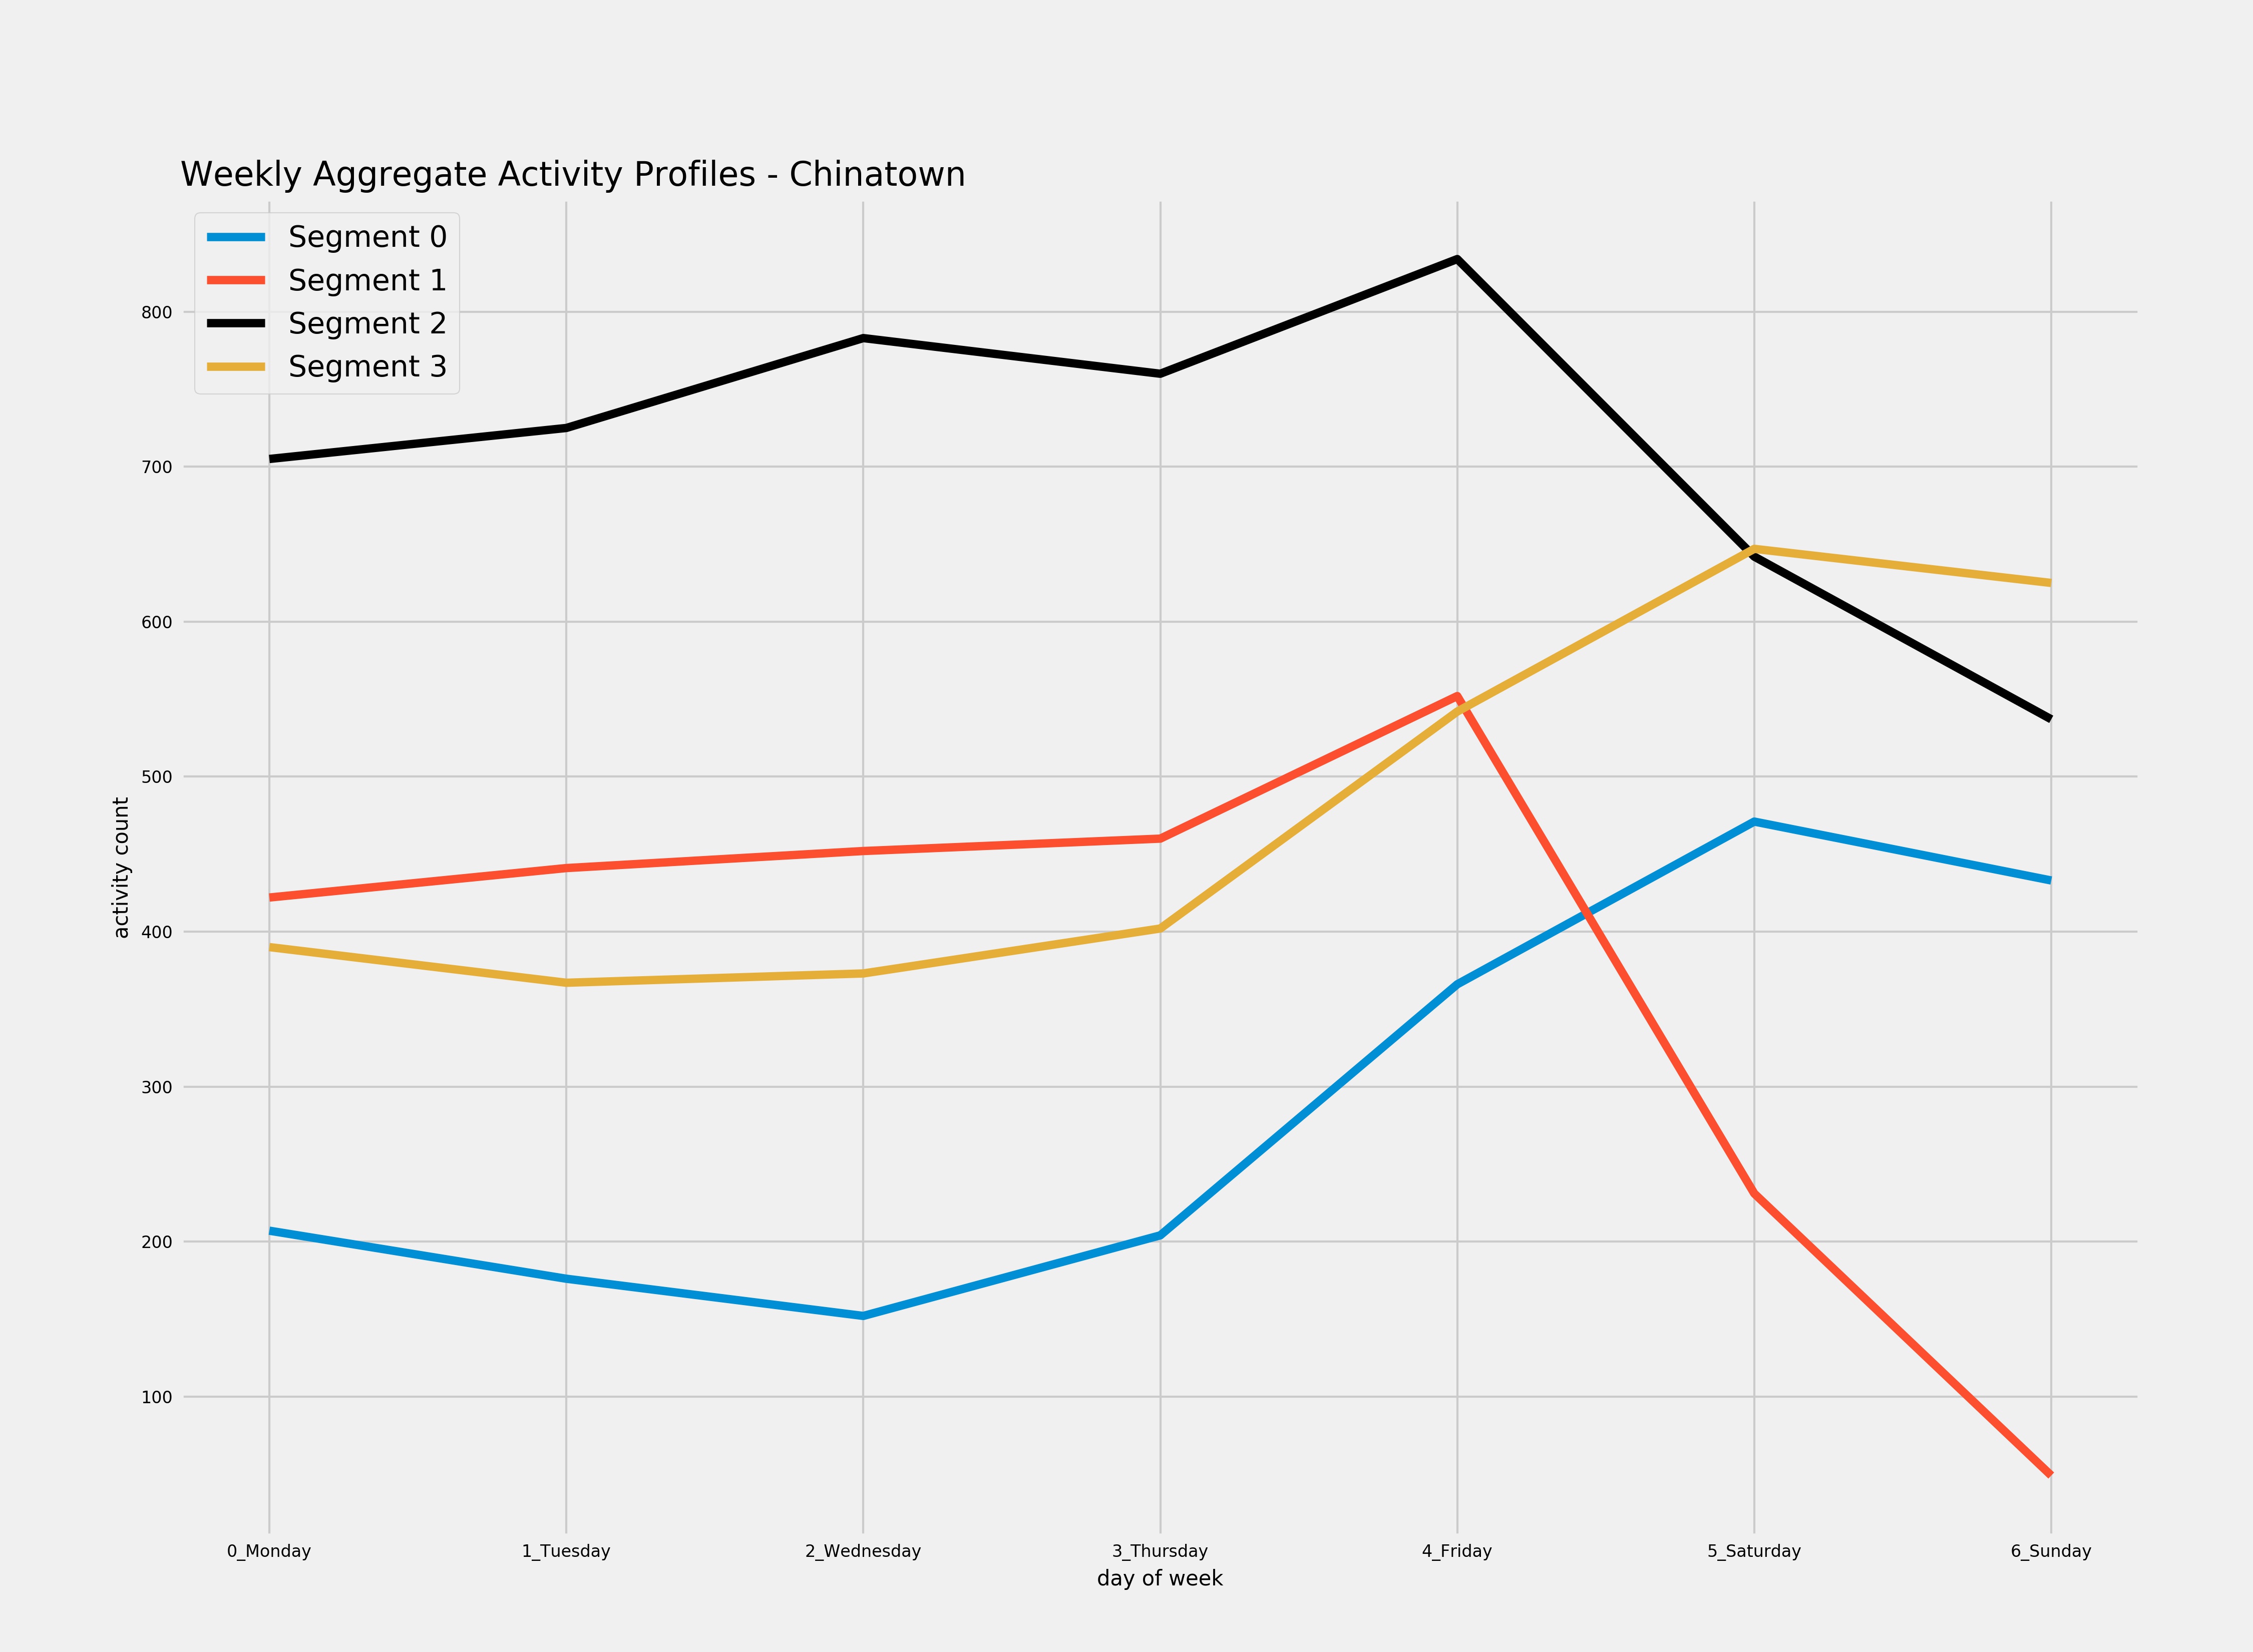 Weekly Aggregate Activity Profiles - Chinatown
Segment 0
Segment 1
Segment 2
Segment 3
800
700
600
500
400
300
200
100
activity count
0_Monday
1_Tuesday
2_Wednesday
3_Thursday
4_Friday
5_Saturday
6_Sunday
day of week